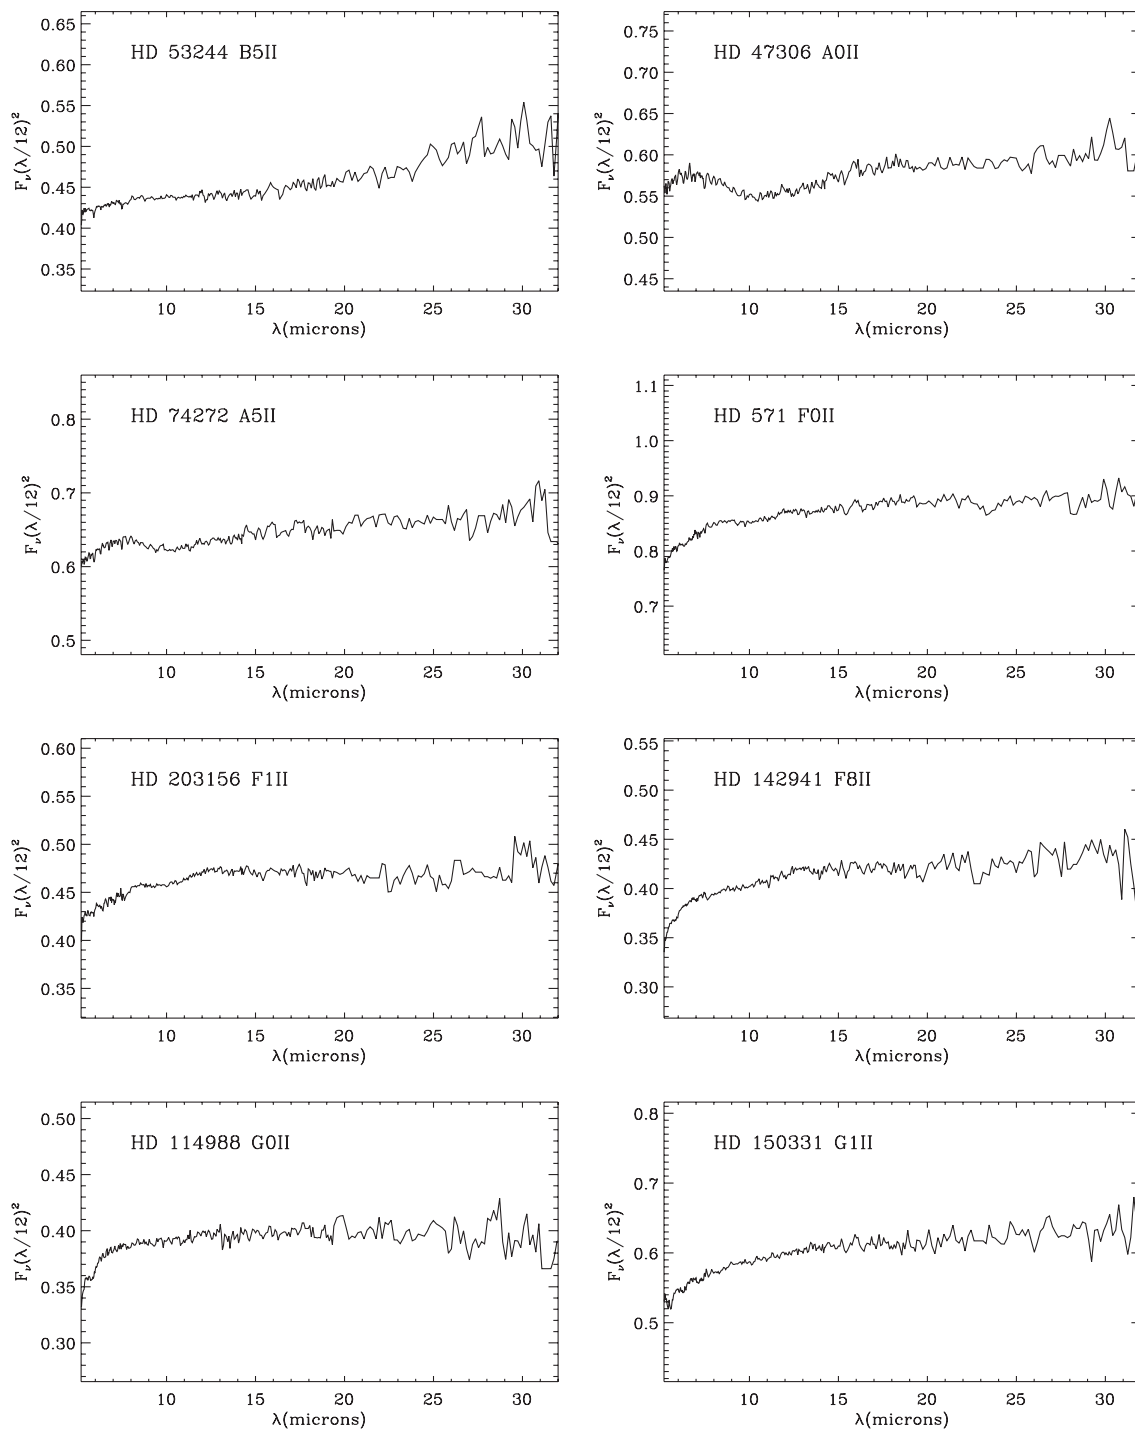 HD 53244 B5II
0.65
0.60
0.55
0.50
0.45
0.40
0.35
F_ν(λ/12)²
10 15 20 25 30
λ(microns)
HD 47306 A0II
0.75
0.70
0.65
0.60
0.55
0.50
0.45
F_ν(λ/12)²
10 15 20 25 30
λ(microns)
HD 74272 A5II
0.8
0.7
0.6
0.5
F_ν(λ/12)²
10 15 20 25 30
λ(microns)
HD 571 F0II
1.1
1.0
0.9
0.8
0.7
F_ν(λ/12)²
10 15 20 25 30
λ(microns)
HD 203156 F1II
0.60
0.55
0.50
0.45
0.40
0.35
F_ν(λ/12)²
10 15 20 25 30
λ(microns)
HD 142941 F8II
0.55
0.50
0.45
0.40
0.35
0.30
F_ν(λ/12)²
10 15 20 25 30
λ(microns)
HD 114988 G0II
0.50
0.45
0.40
0.35
0.30
F_ν(λ/12)²
10 15 20 25 30
λ(microns)
HD 150331 G1II
0.8
0.7
0.6
0.5
F_ν(λ/12)²
10 15 20 25 30
λ(microns)